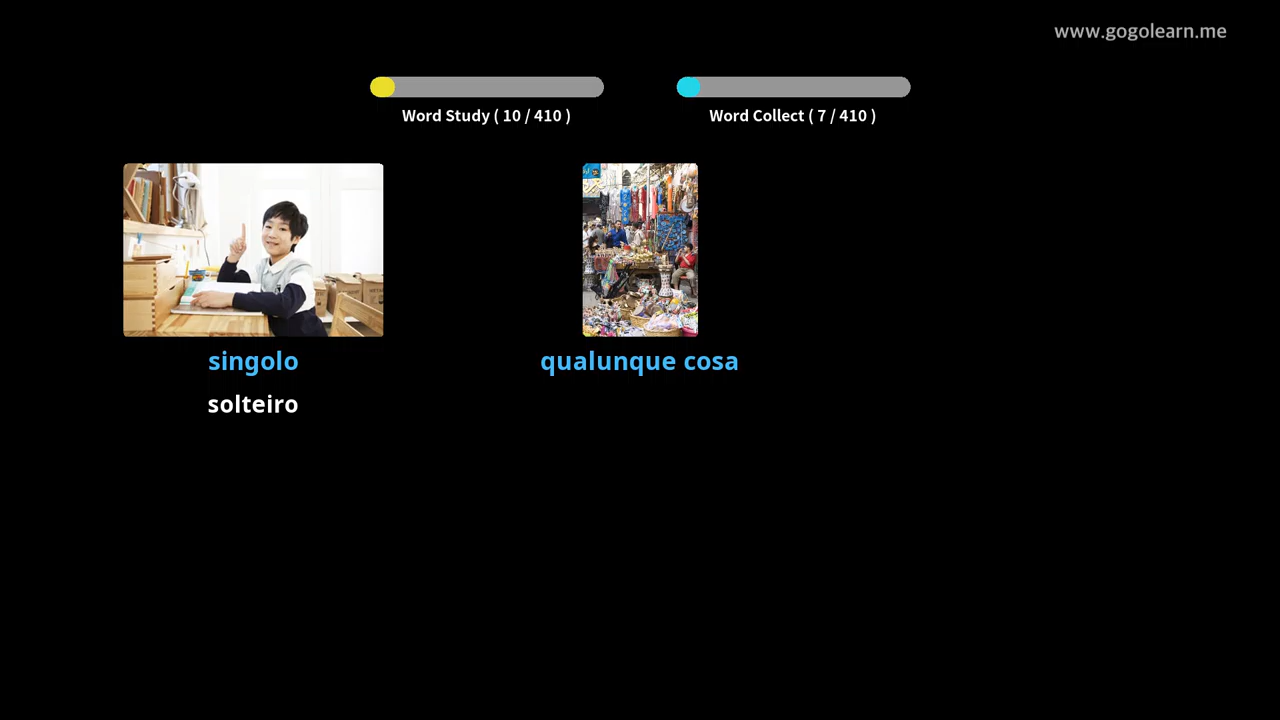 www.gogolearn.me
Word Study ( 10 / 410 )
Word Collect ( 7 / 410 )
singolo
qualunque cosa
solteiro